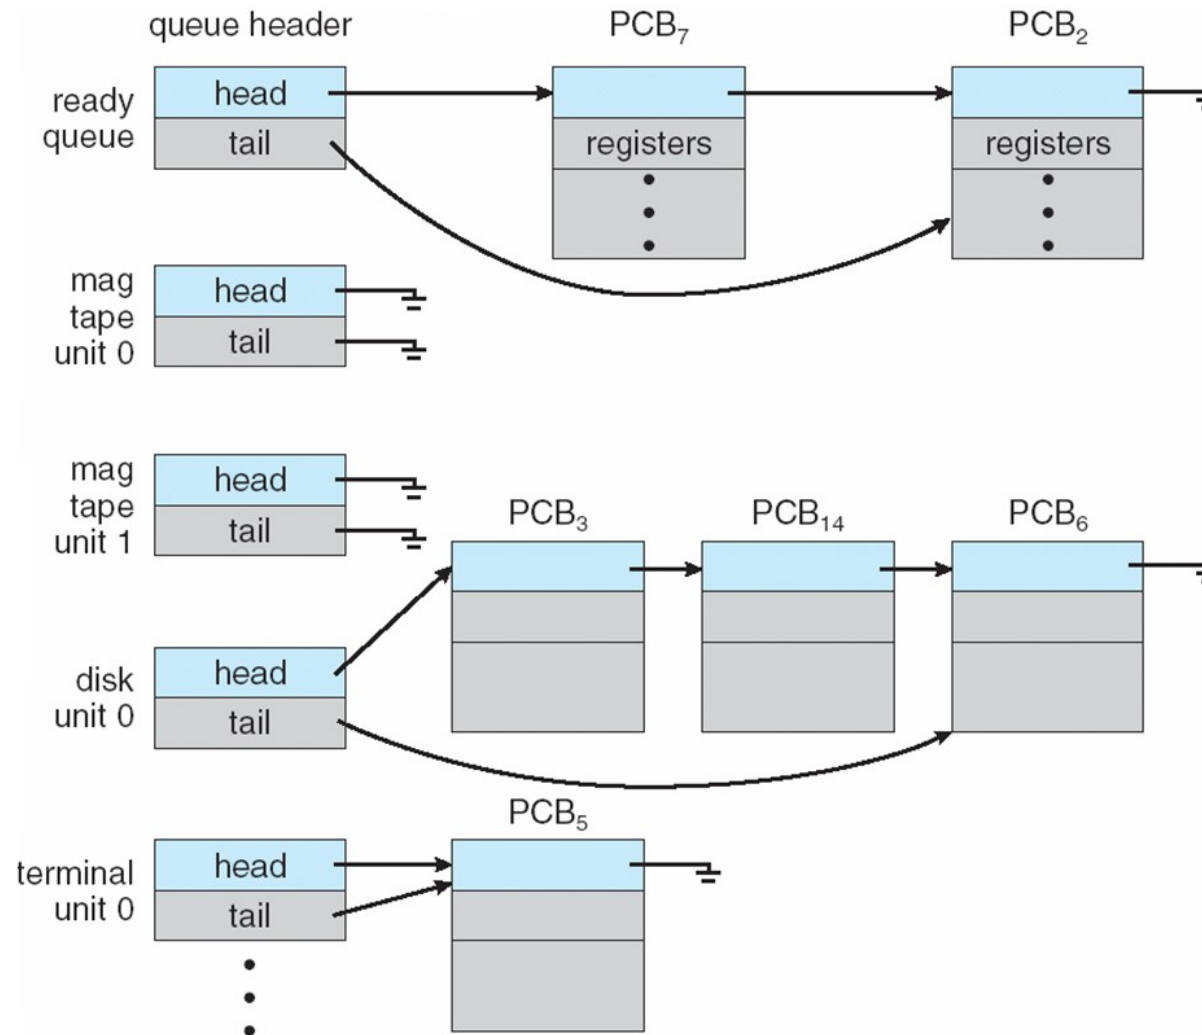 queue header
PCB₇
PCB₂
ready
queue
head
tail
registers
registers
mag
tape
unit 0
head
tail
mag
tape
unit 1
head
tail
PCB₃
PCB₁₄
PCB₆
disk
unit 0
head
tail
PCB₅
terminal
unit 0
head
tail